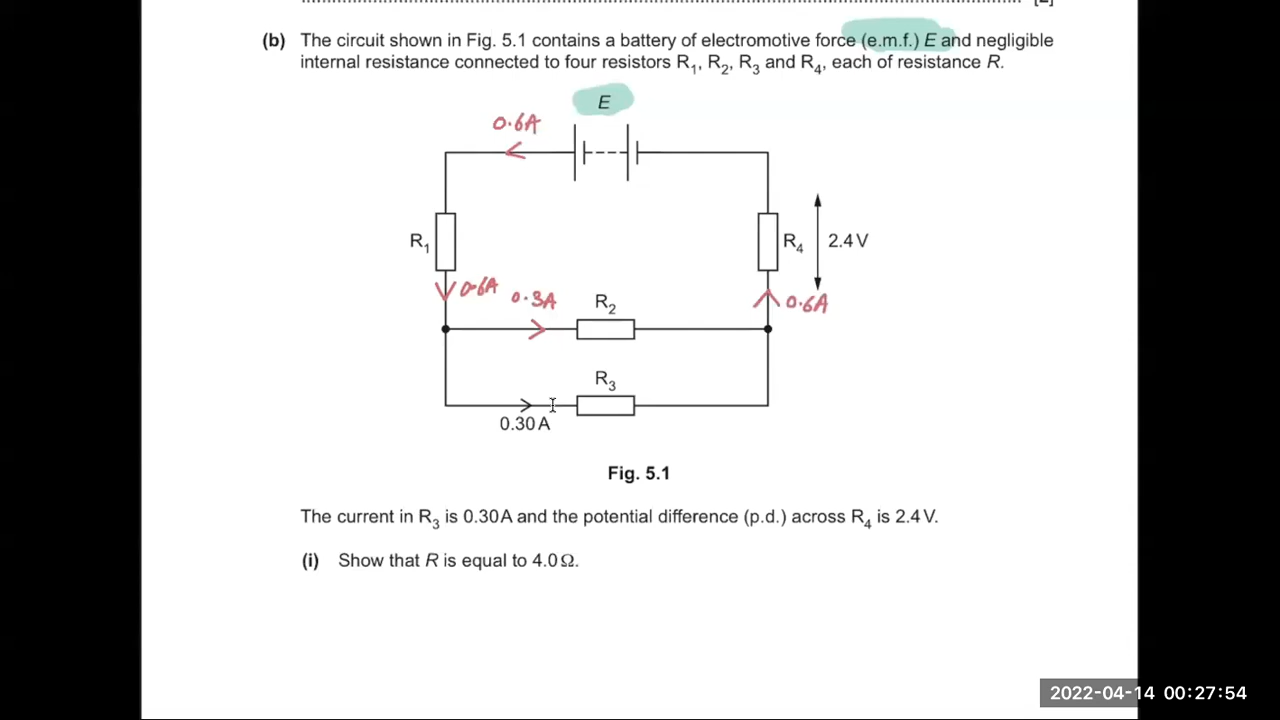 [2]
(b) The circuit shown in Fig. 5.1 contains a battery of electromotive force (e.m.f.) E and negligible
internal resistance connected to four resistors R1, R2, R3 and R4, each of resistance R.
E
0.6A
R1
R4
2.4 V
0.6A
0.3A
R2
0.6A
R3
0.30 A
Fig. 5.1
The current in R3 is 0.30 A and the potential difference (p.d.) across R4 is 2.4 V.
(i) Show that R is equal to 4.0 Ω.
2022-04-14 00:27:54